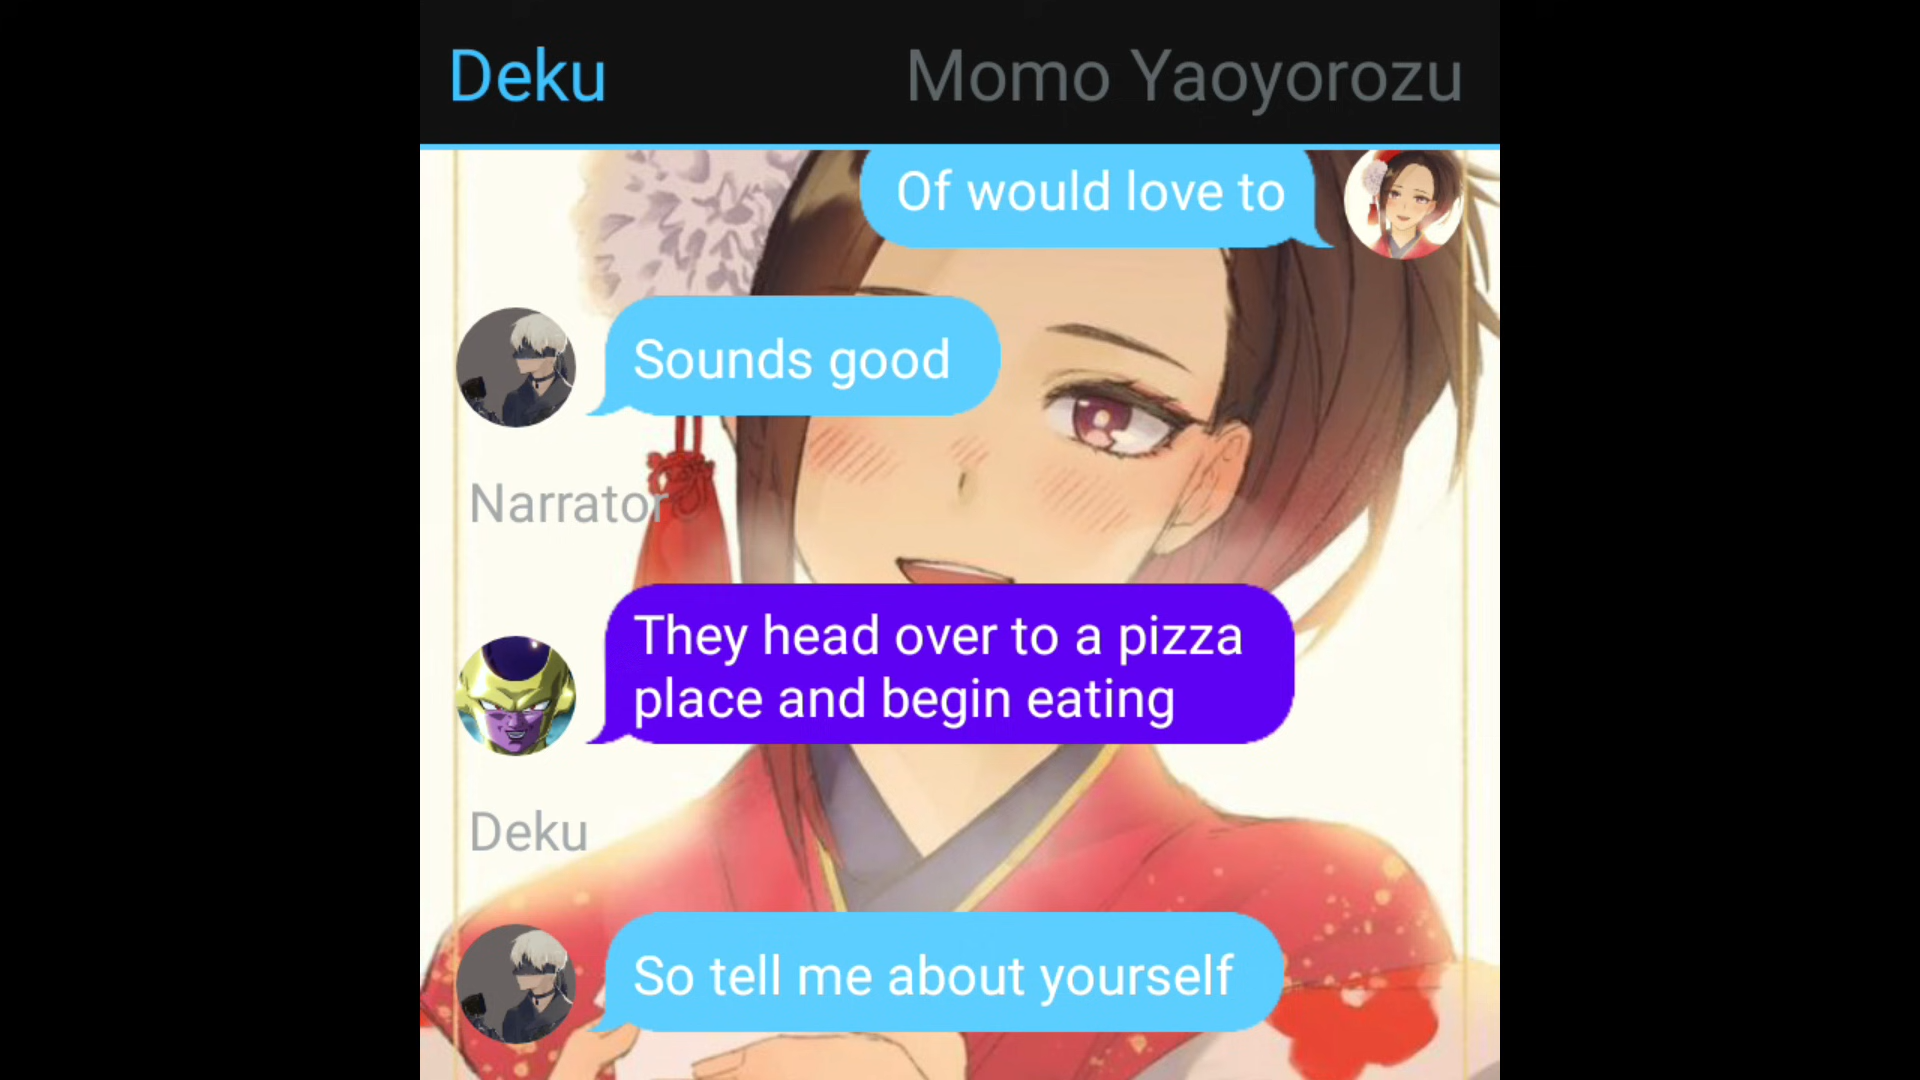 Deku
Momo Yaoyorozu
Of would love to
Sounds good
Narrator
They head over to a pizza
place and begin eating
Deku
So tell me about yourself